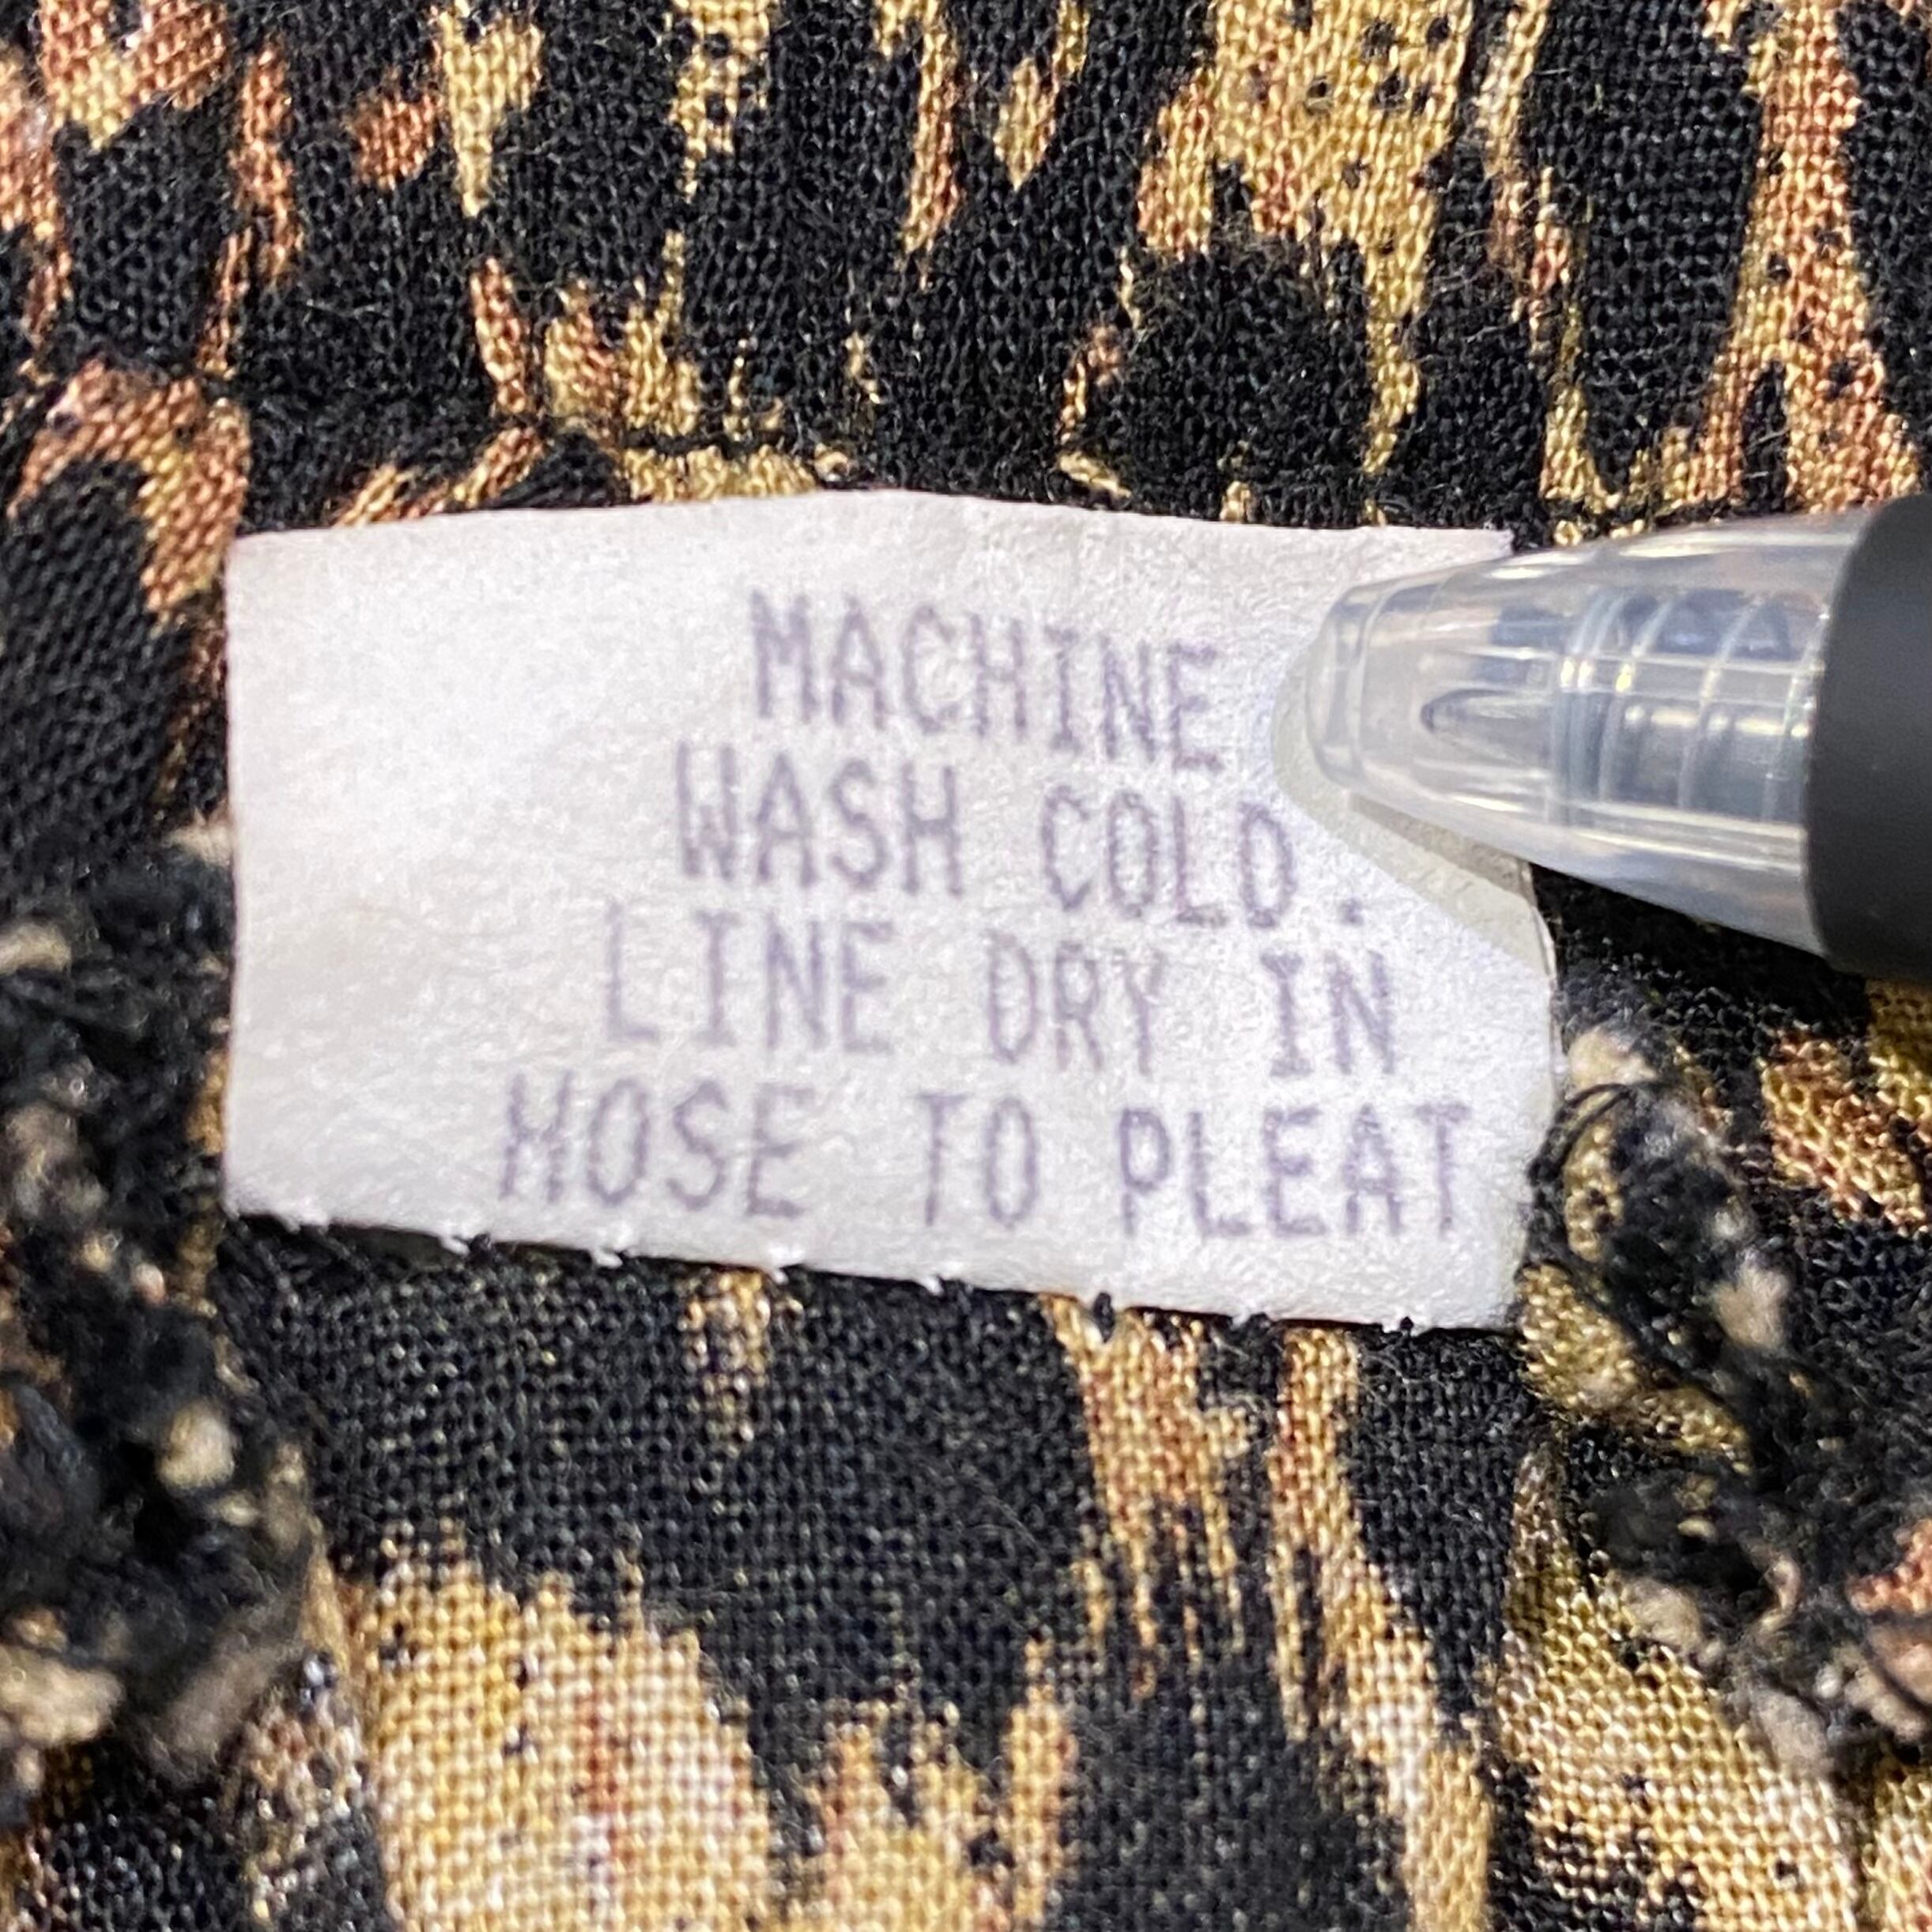 MACHINE
WASH COLD.
LINE DRY IN
HOSE TO PLEAT